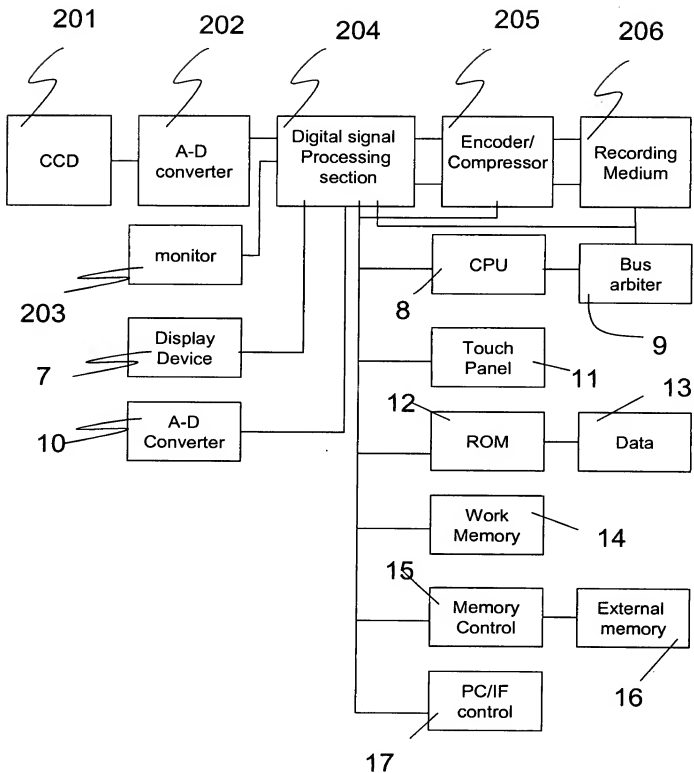 201
202
204
205
206
CCD
A-D
converter
Digital signal
Processing
section
Encoder/
Compressor
Recording
Medium
monitor
203
CPU
8
Bus
arbiter
9
Display
Device
7
Touch
Panel
11
A-D
Converter
10
12
ROM
13
Data
Work
Memory
14
15
Memory
Control
External
memory
16
PC/IF
control
17